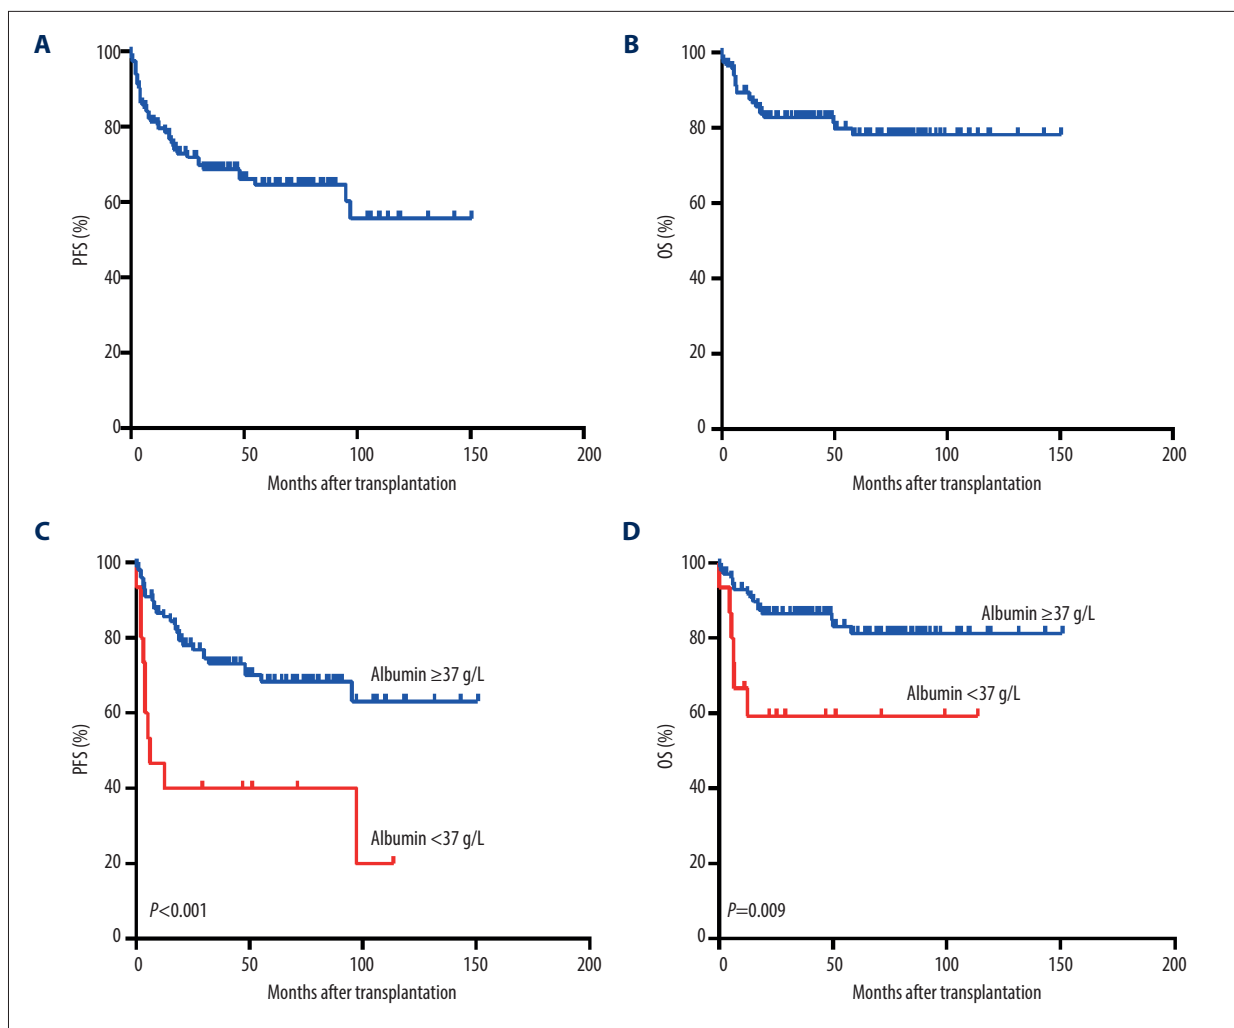 A
100
80
60
40
20
0
PFS (%)
0 50 100 150 200
Months after transplantation
B
100
80
60
40
20
0
OS (%)
0 50 100 150 200
Months after transplantation
C
100
80
60
40
20
0
PFS (%)
Albumin ≥37 g/L
Albumin <37 g/L
P<0.001
0 50 100 150 200
Months after transplantation
D
100
80
60
40
20
0
OS (%)
Albumin ≥37 g/L
Albumin <37 g/L
P=0.009
0 50 100 150 200
Months after transplantation